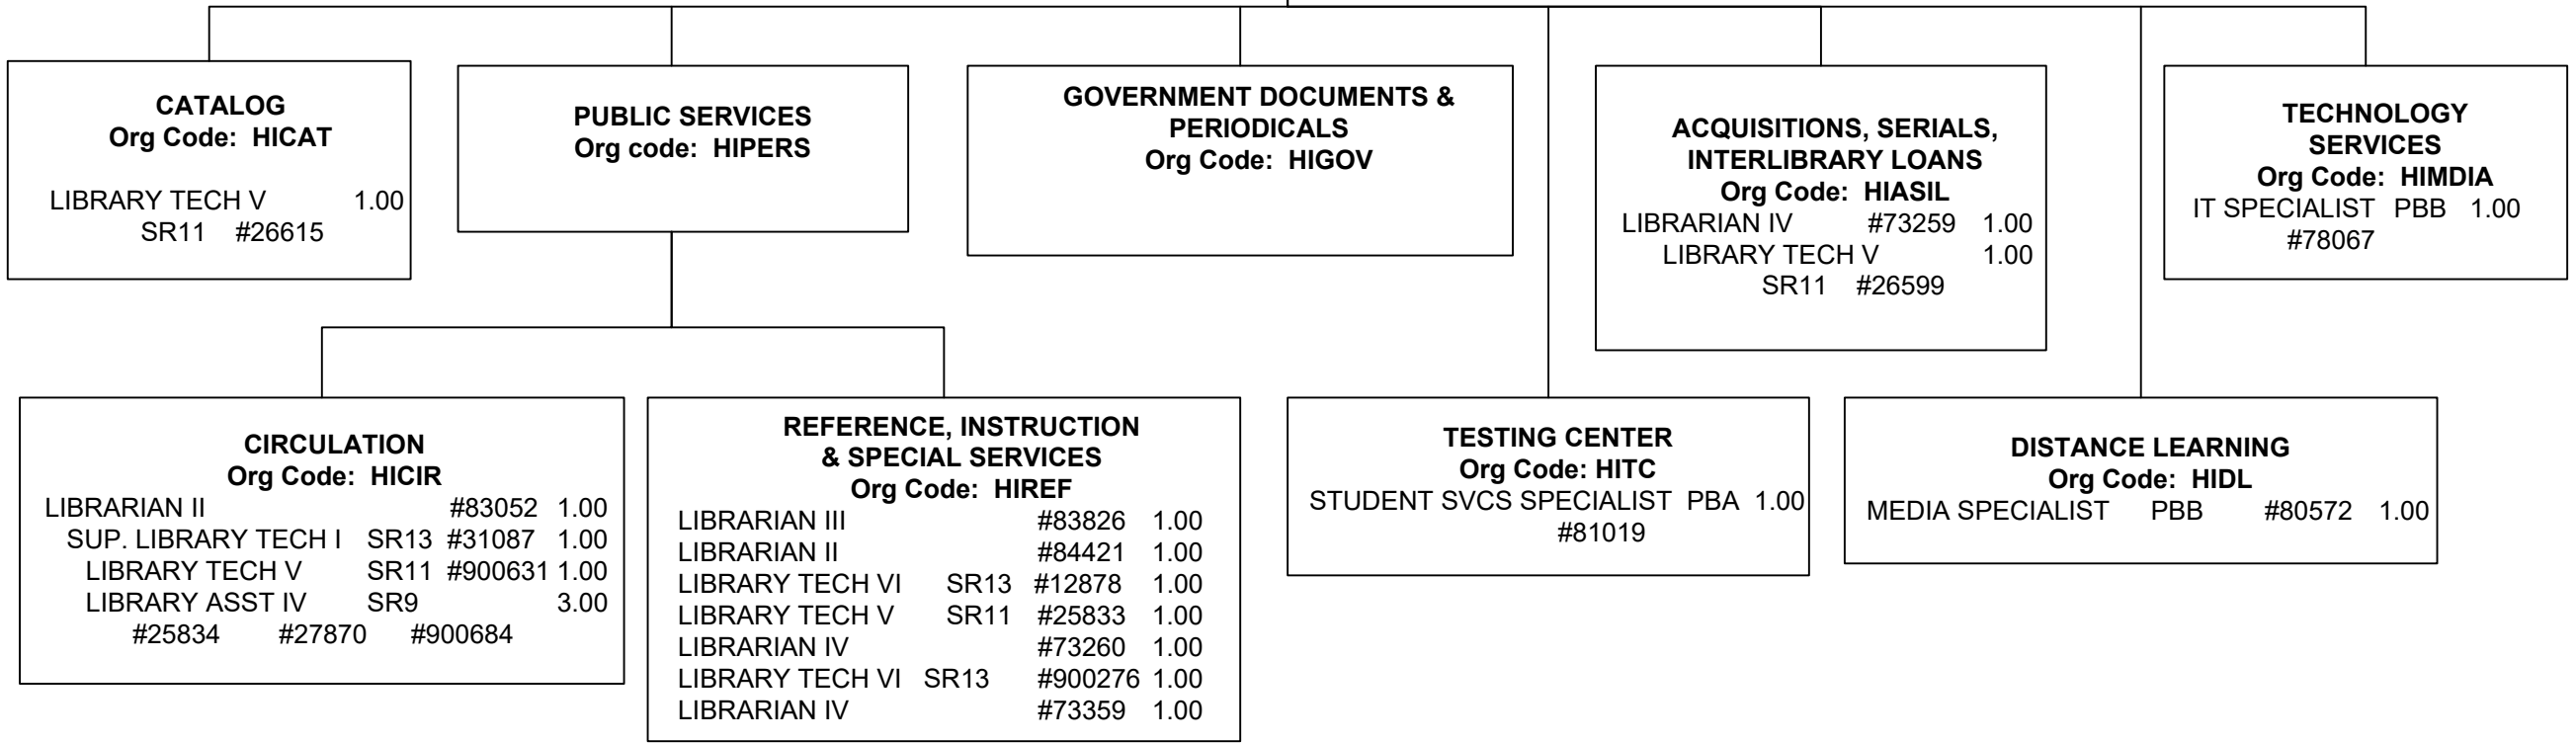 CATALOG
Org Code: HICAT
LIBRARY TECH V 1.00
SR11 #26615
PUBLIC SERVICES
Org code: HIPERS
GOVERNMENT DOCUMENTS &
PERIODICALS
Org Code: HIGOV
ACQUISITIONS, SERIALS,
INTERLIBRARY LOANS
Org Code: HIASIL
LIBRARIAN IV #73259 1.00
LIBRARY TECH V 1.00
SR11 #26599
TECHNOLOGY
SERVICES
Org Code: HIMDIA
IT SPECIALIST PBB 1.00
#78067
CIRCULATION
Org Code: HICIR
LIBRARIAN II #83052 1.00
SUP. LIBRARY TECH I SR13 #31087 1.00
LIBRARY TECH V SR11 #900631 1.00
LIBRARY ASST IV SR9 3.00
#25834 #27870 #900684
REFERENCE, INSTRUCTION
& SPECIAL SERVICES
Org Code: HIREF
LIBRARIAN III #83826 1.00
LIBRARIAN II #84421 1.00
LIBRARY TECH VI SR13 #12878 1.00
LIBRARY TECH V SR11 #25833 1.00
LIBRARIAN IV #73260 1.00
LIBRARY TECH VI SR13 #900276 1.00
LIBRARIAN IV #73359 1.00
TESTING CENTER
Org Code: HITC
STUDENT SVCS SPECIALIST PBA 1.00
#81019
DISTANCE LEARNING
Org Code: HIDL
MEDIA SPECIALIST PBB #80572 1.00